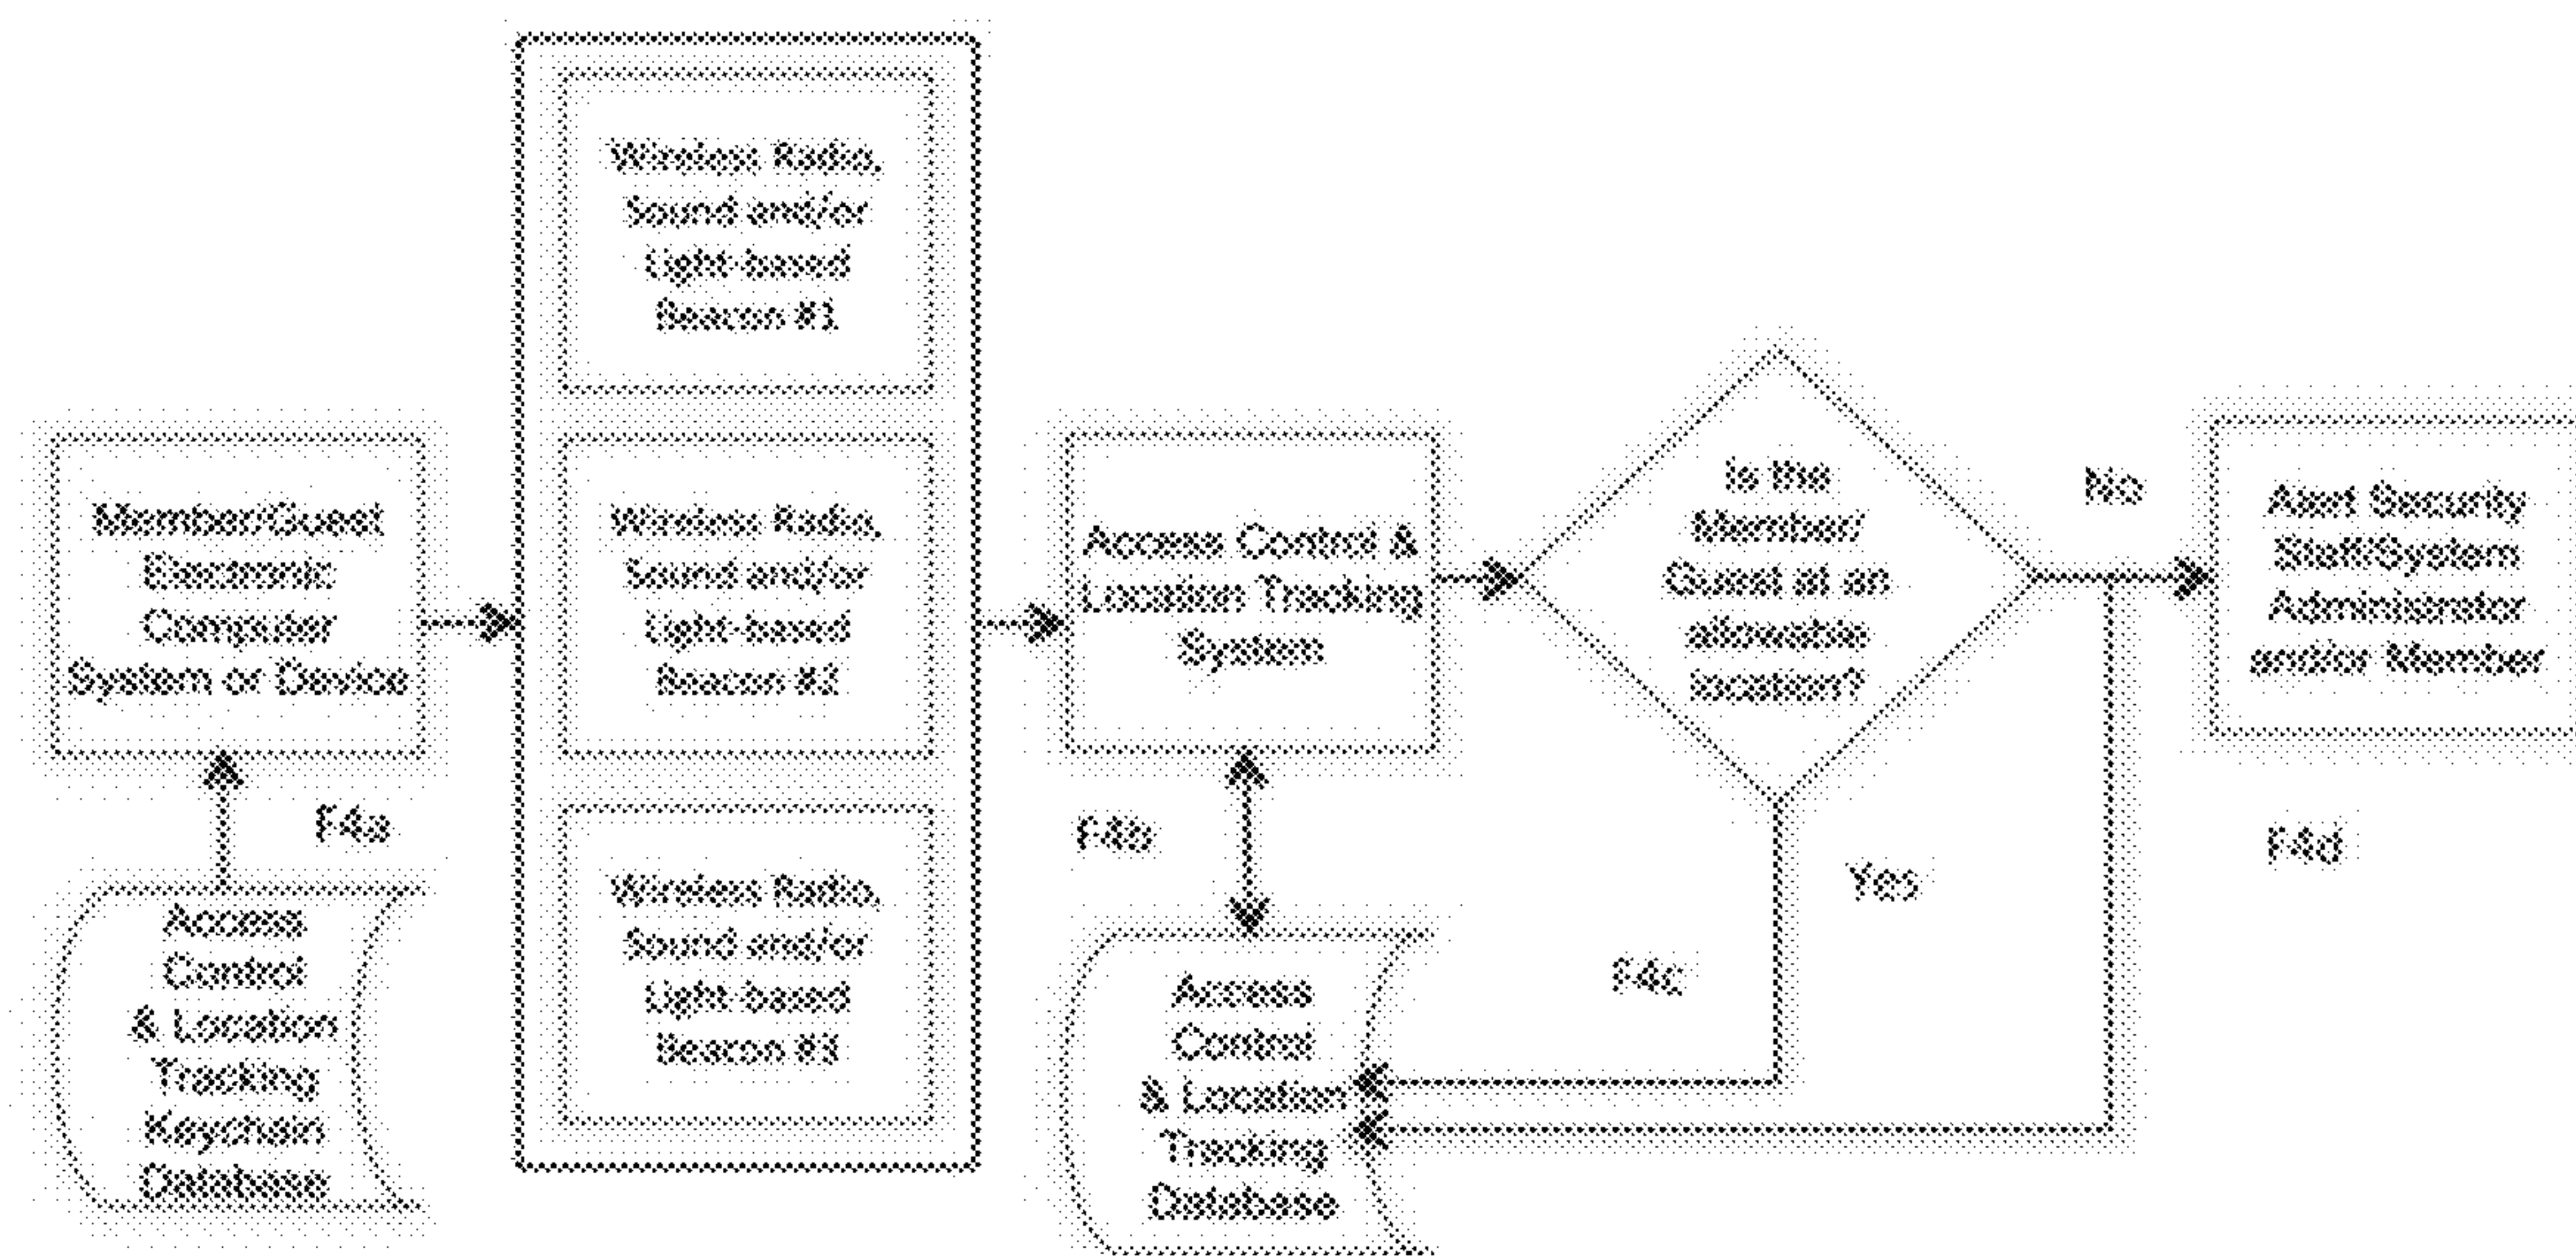 Member/Guest
Electronic
Computer
System or Device
F4a
Access
Control
& Location
Tracking
Keychain
Database
Wireless Radio,
Sound and/or
Light-based
Beacon #1
Wireless Radio,
Sound and/or
Light-based
Beacon #2
Wireless Radio,
Sound and/or
Light-based
Beacon #3
Access Control &
Location Tracking
System
F4b
Access
Control
& Location
Tracking
Database
Is the
Member/
Guest at an
allowable
location?
Yes
F4c
No
Alert Security
Staff/System
Administrator
and/or Member
F4d